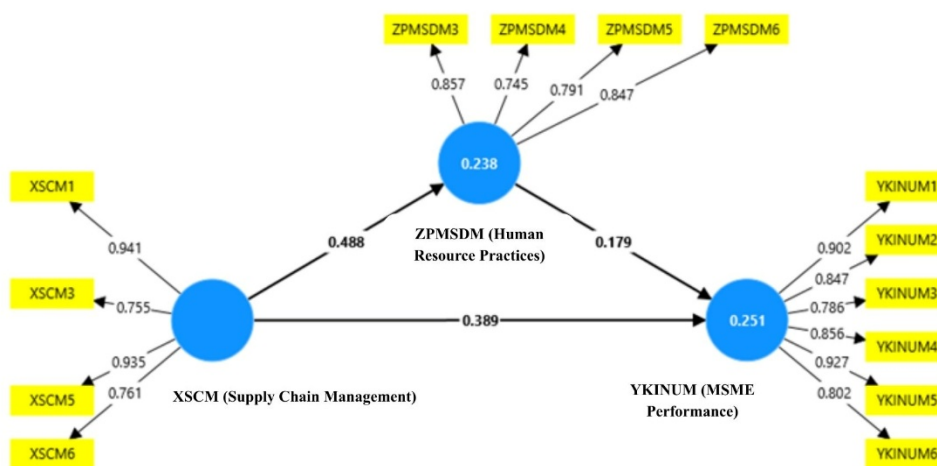 ZPMSDM3
ZPMSDM4
ZPMSDM5
ZPMSDM6
0.857
0.745
0.791
0.847
0.238
XSCM1
YKINUM1
ZPMSDM (Human
Resource Practices)
0.488
0.179
0.941
0.902
YKINUM2
0.847
XSCM3
0.755
0.786
YKINUM3
0.389
0.251
0.856
YKINUM4
0.935
0.927
XSCM5
0.761
XSCM (Supply Chain Management)
YKINUM (MSME
Performance)
0.802
YKINUM5
XSCM6
YKINUM6